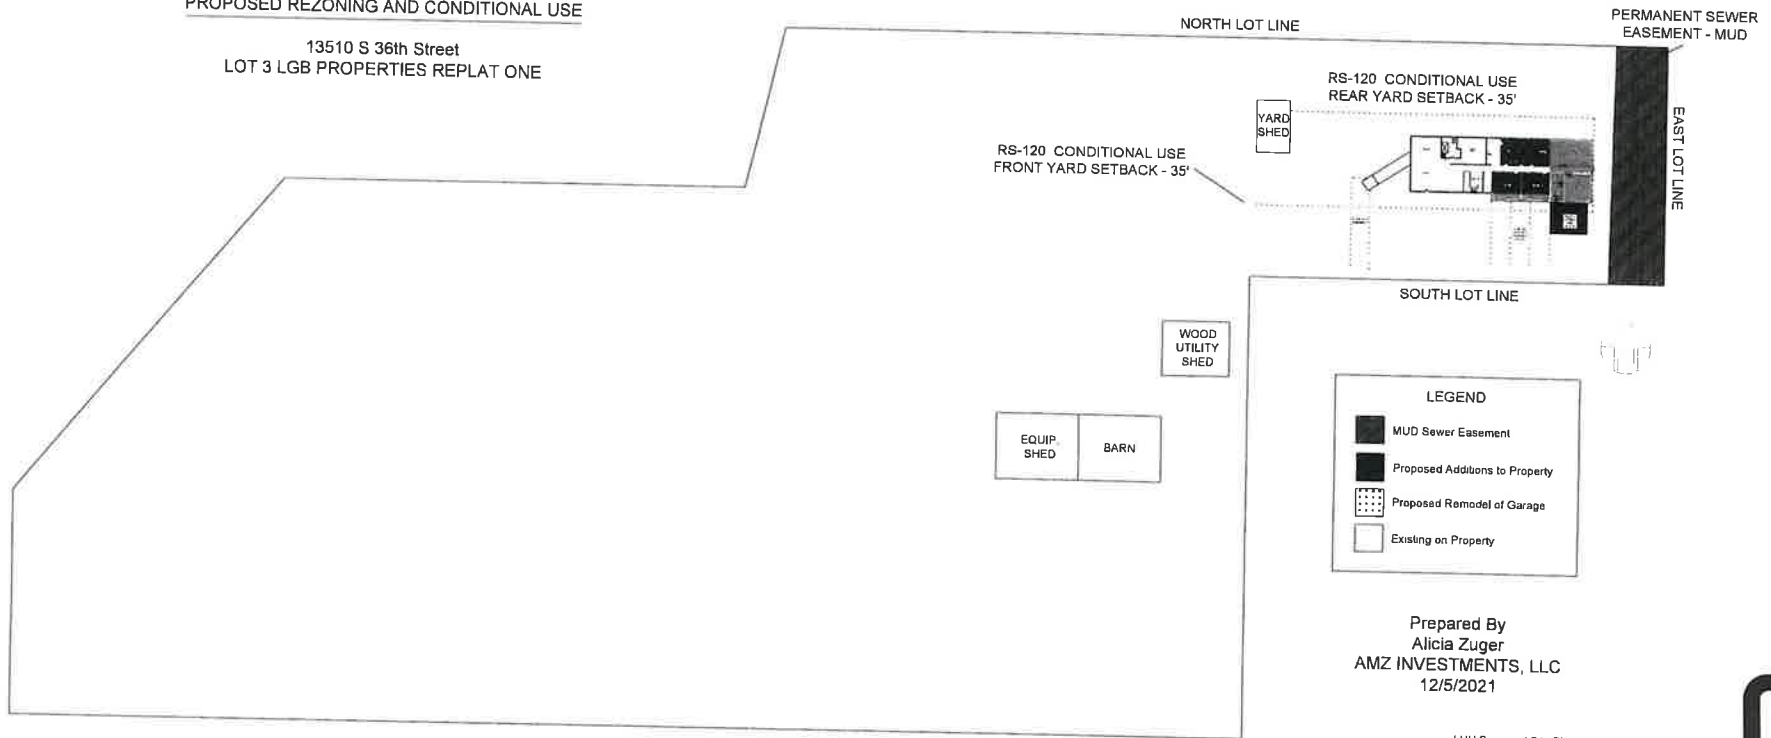 PROPOSED REZONING AND CONDITIONAL USE
13510 S 36th Street
LOT 3 LGB PROPERTIES REPLAT ONE
NORTH LOT LINE
PERMANENT SEWER
EASEMENT - MUD
RS-120 CONDITIONAL USE
REAR YARD SETBACK - 35'
YARD
SHED
RS-120 CONDITIONAL USE
FRONT YARD SETBACK - 35'
EAST LOT LINE
SOUTH LOT LINE
WOOD
UTILITY
SHED
EQUIP.
SHED
BARN
LEGEND
MUD Sewer Easement
Proposed Additions to Property
Proposed Remodel of Garage
Existing on Property
Prepared By
Alicia Zuger
AMZ INVESTMENTS, LLC
12/5/2021